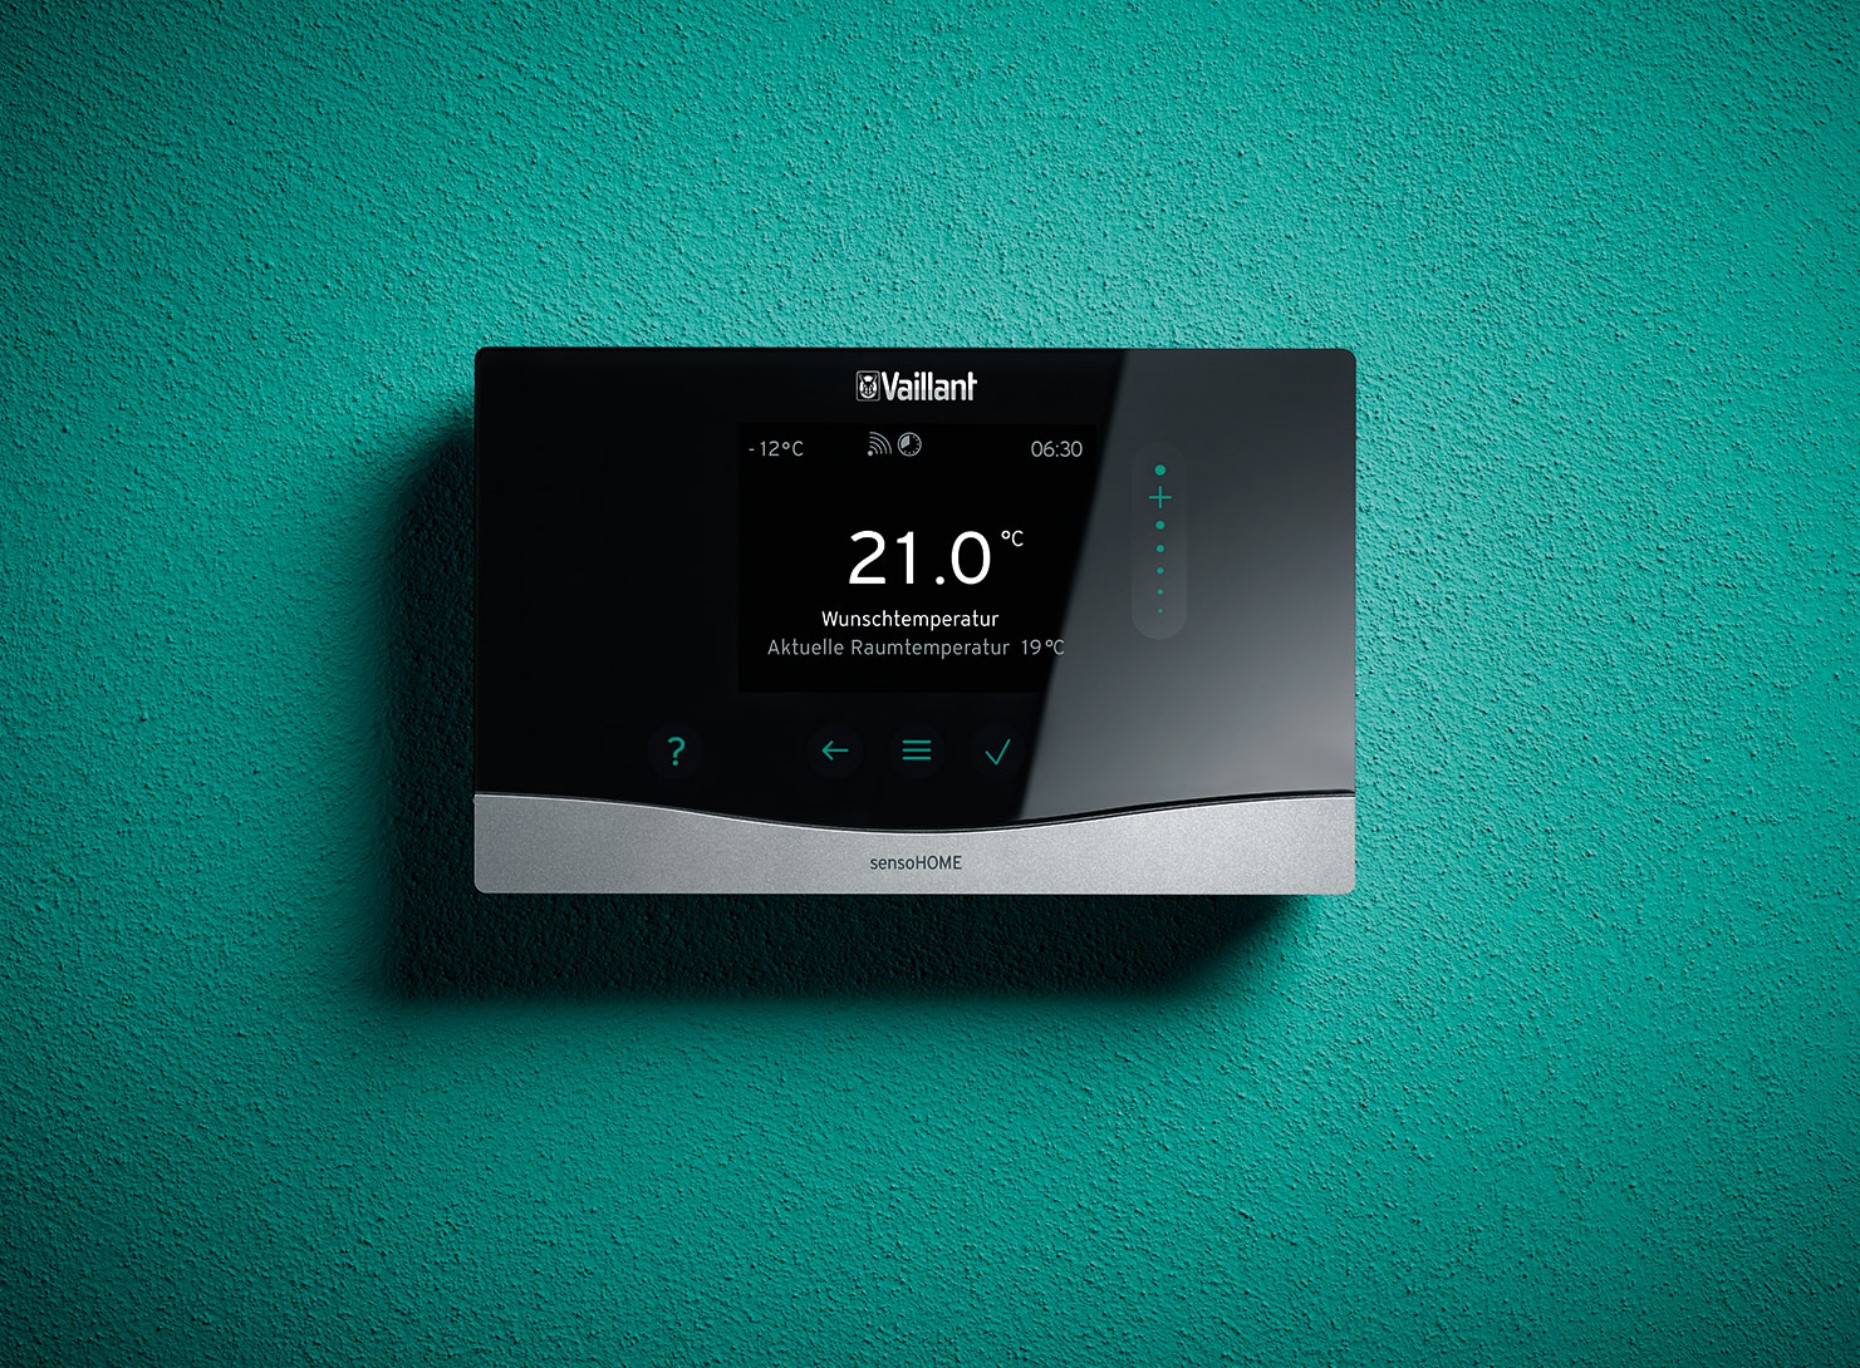 Vaillant
-12°C 06:30
21.0 °C
Wunschtemperatur
Aktuelle Raumtemperatur 19°C
?
sensoHOME